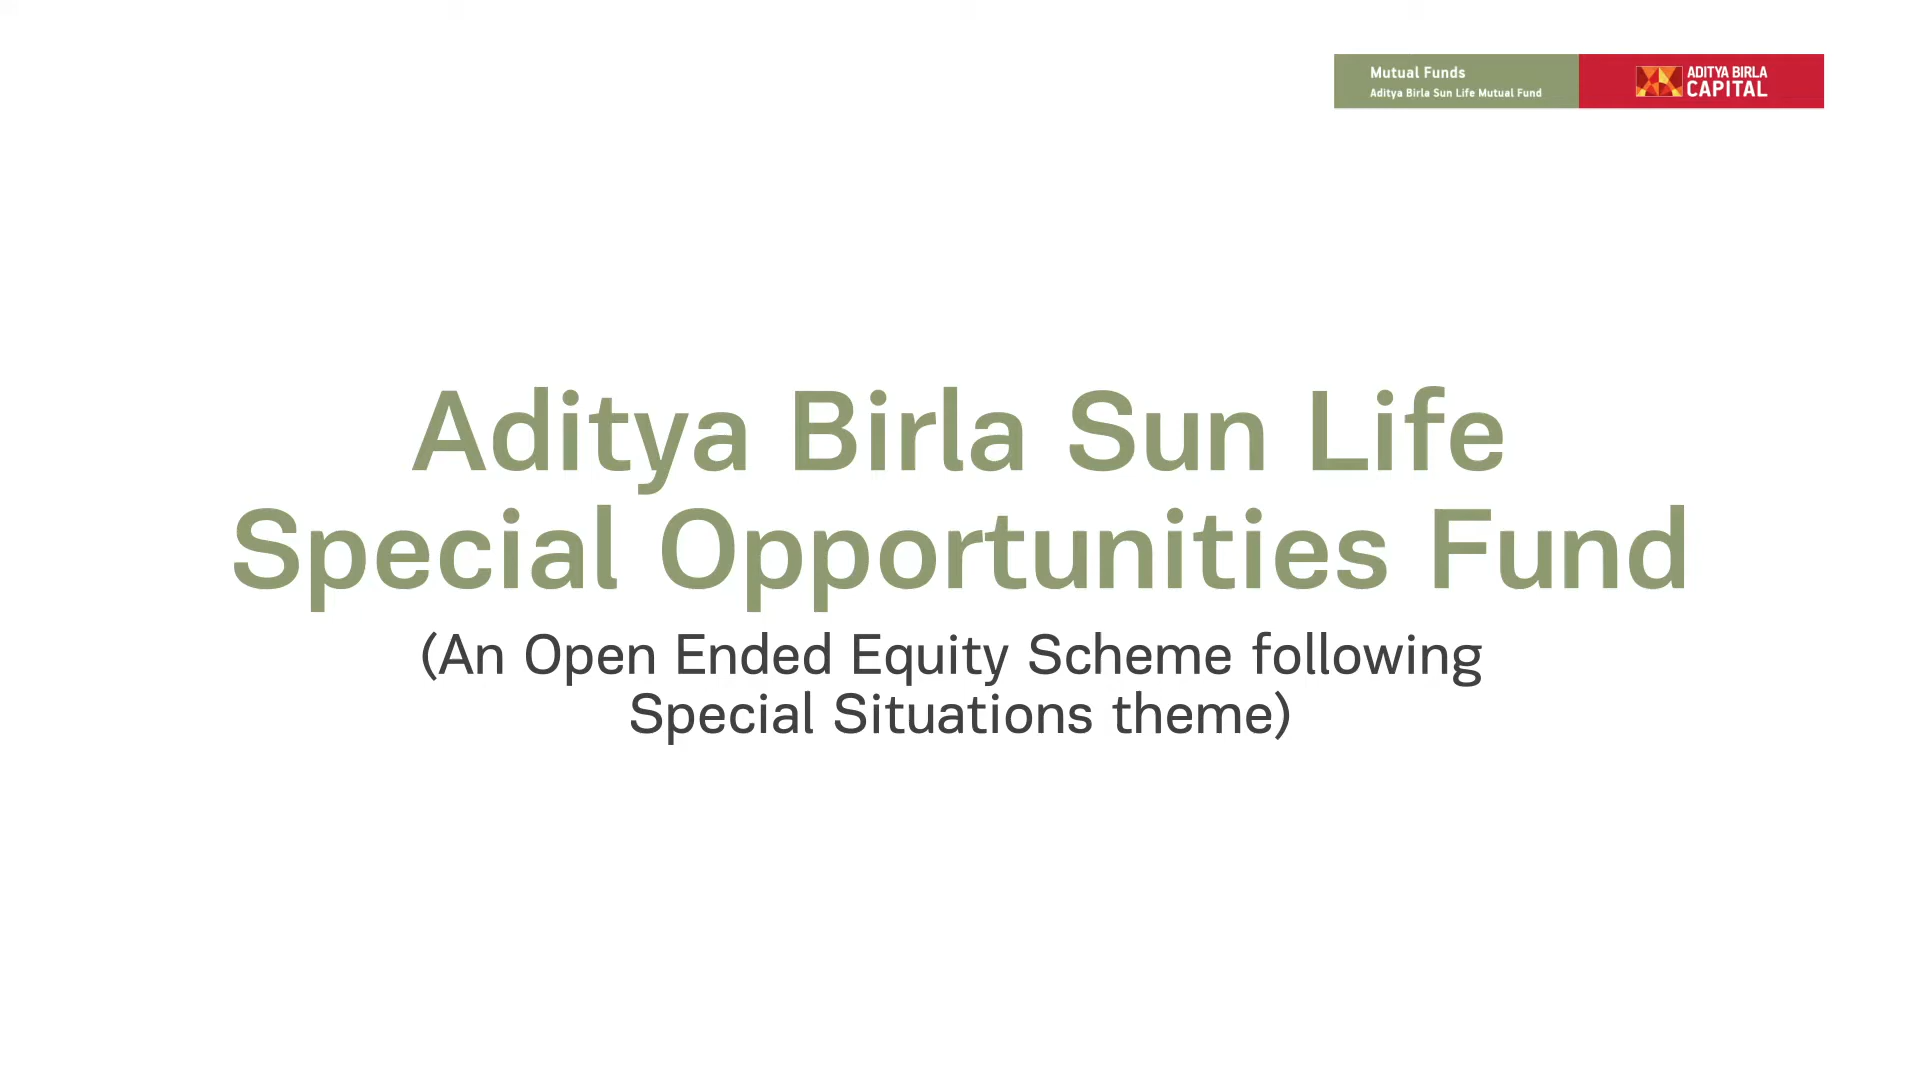 Mutual Funds
Aditya Birla Sun Life Mutual Fund
ADITYA BIRLA
CAPITAL
Aditya Birla Sun Life
Special Opportunities Fund
(An Open Ended Equity Scheme following
Special Situations theme)